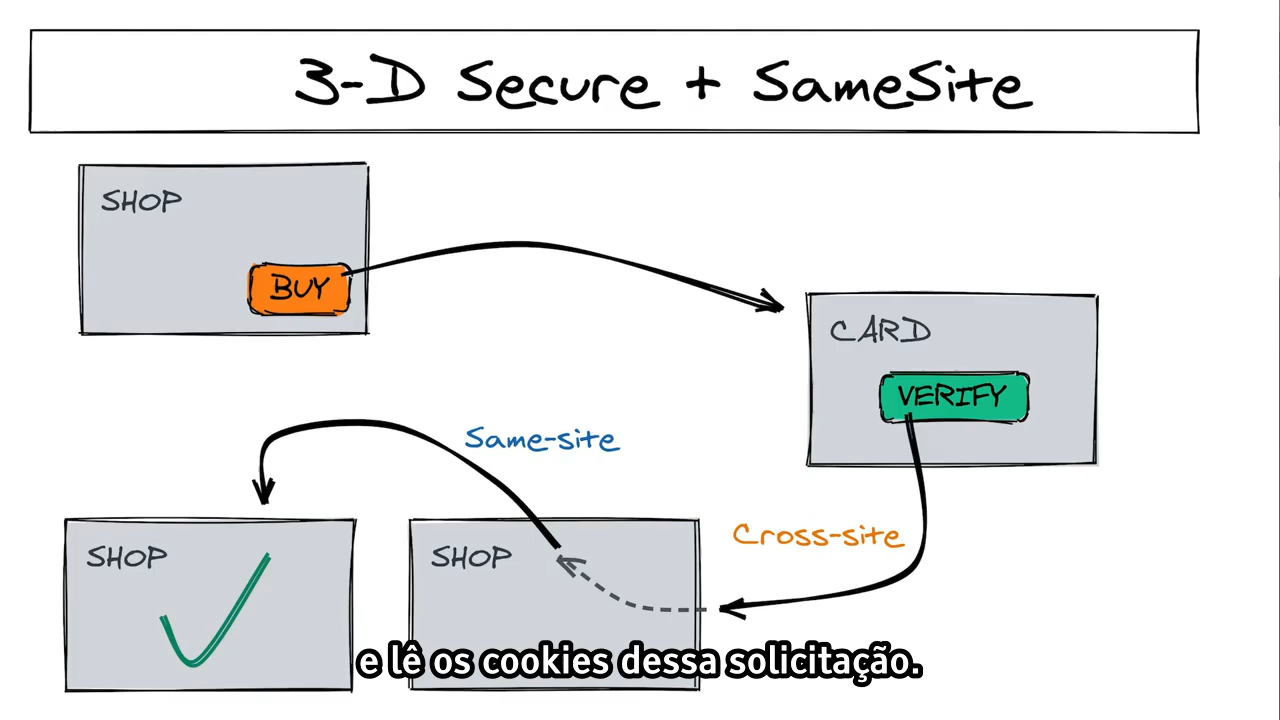 3-D Secure + SameSite
SHOP
BUY
CARD
VERIFY
Same-site
Cross-site
SHOP
SHOP
e lê os cookies dessa solicitação.